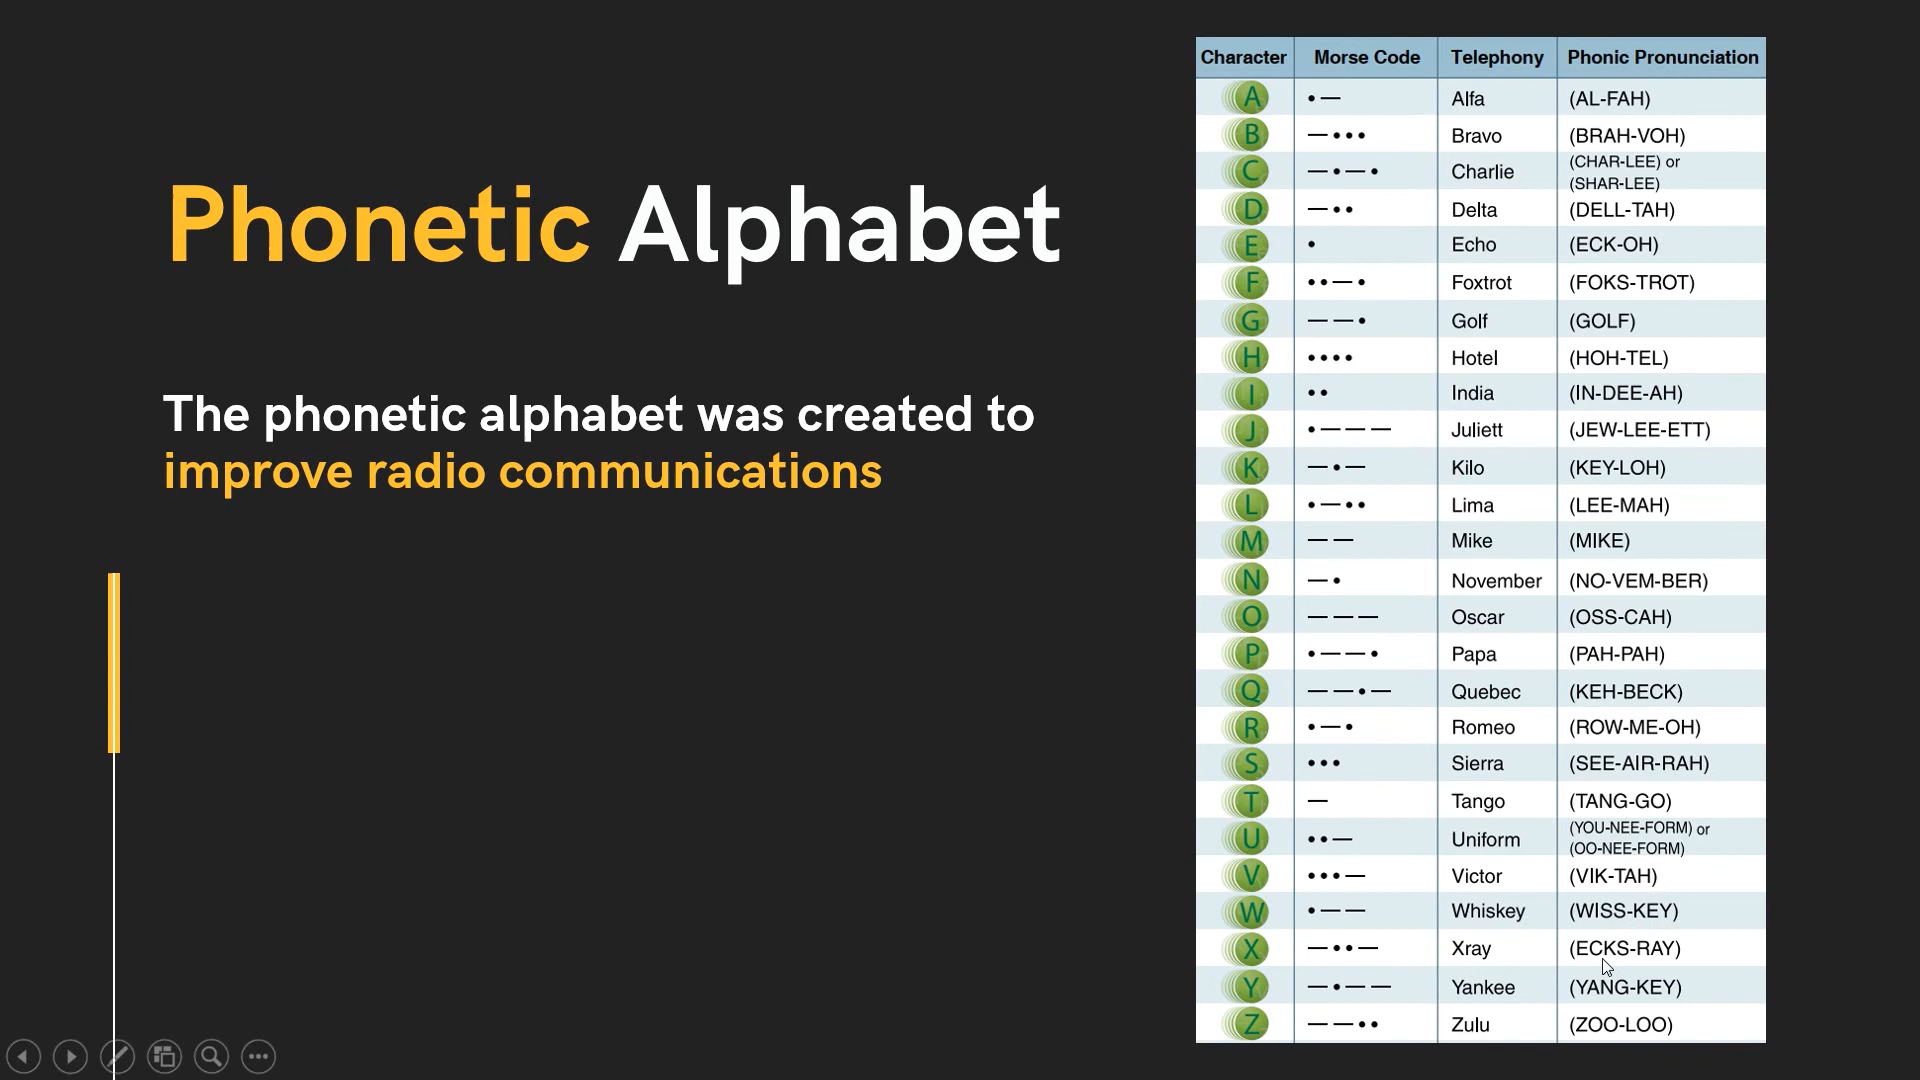 Phonetic Alphabet
The phonetic alphabet was created to
improve radio communications
Character Morse Code Telephony Phonic Pronunciation
A •— Alfa (AL-FAH)
B —••• Bravo (BRAH-VOH)
C —•—• Charlie (CHAR-LEE) or
(SHAR-LEE)
D —•• Delta (DELL-TAH)
E • Echo (ECK-OH)
F ••—• Foxtrot (FOKS-TROT)
G ——• Golf (GOLF)
H •••• Hotel (HOH-TEL)
I •• India (IN-DEE-AH)
J •——— Juliett (JEW-LEE-ETT)
K —•— Kilo (KEY-LOH)
L •—•• Lima (LEE-MAH)
M —— Mike (MIKE)
N —• November (NO-VEM-BER)
O ——— Oscar (OSS-CAH)
P •——• Papa (PAH-PAH)
Q ——•— Quebec (KEH-BECK)
R •—• Romeo (ROW-ME-OH)
S ••• Sierra (SEE-AIR-RAH)
T — Tango (TANG-GO)
U ••— Uniform (YOU-NEE-FORM) or
(OO-NEE-FORM)
V •••— Victor (VIK-TAH)
W •—— Whiskey (WISS-KEY)
X —••— Xray (ECKS-RAY)
Y —•—— Yankee (YANG-KEY)
Z ——•• Zulu (ZOO-LOO)